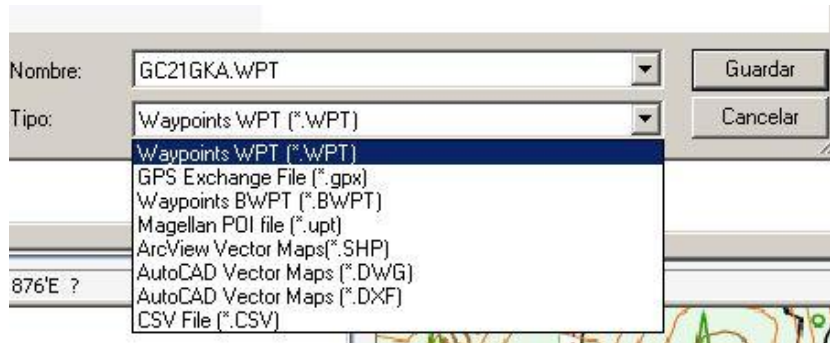 Nombre: GC21GKA.WPT Guardar
Tipo: Waypoints WPT (*.WPT) Cancelar
Waypoints WPT (*.WPT)
GPS Exchange File (*.gpx)
Waypoints BWPT (*.BWPT)
Magellan POI file (*.upt)
ArcView Vector Maps(*.SHP)
AutoCAD Vector Maps (*.DWG)
AutoCAD Vector Maps (*.DXF)
CSV File (*.CSV)
876'E ?